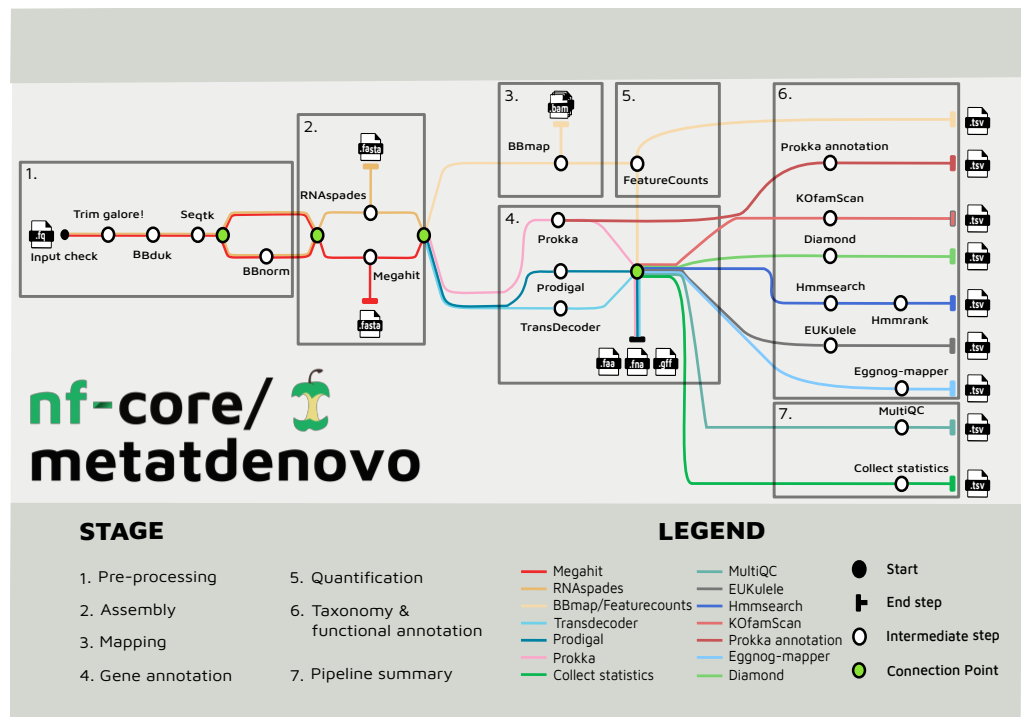 1.
.fq
Input check
Trim galore!
BBduk
Seqtk
BBnorm
2.
.fasta
RNAspades
Megahit
.fasta
3.
.bam
BBmap
5.
FeatureCounts
4.
Prokka
Prodigal
TransDecoder
.faa
.fna
.gff
6.
.tsv
Prokka annotation
.tsv
KOfamScan
.tsv
Diamond
.tsv
Hmmsearch
Hmmrank
.tsv
EUKulele
.tsv
Eggnog-mapper
.tsv
7.
MultiQC
.tsv
Collect statistics
.tsv
nf-core/
metatdenovo
STAGE
1. Pre-processing
2. Assembly
3. Mapping
4. Gene annotation
5. Quantification
6. Taxonomy &
functional annotation
7. Pipeline summary
LEGEND
Megahit
RNAspades
BBmap/Featurecounts
Transdecoder
Prodigal
Prokka
Collect statistics
MultiQC
EUKulele
Hmmsearch
KOfamScan
Prokka annotation
Eggnog-mapper
Diamond
Start
End step
Intermediate step
Connection Point